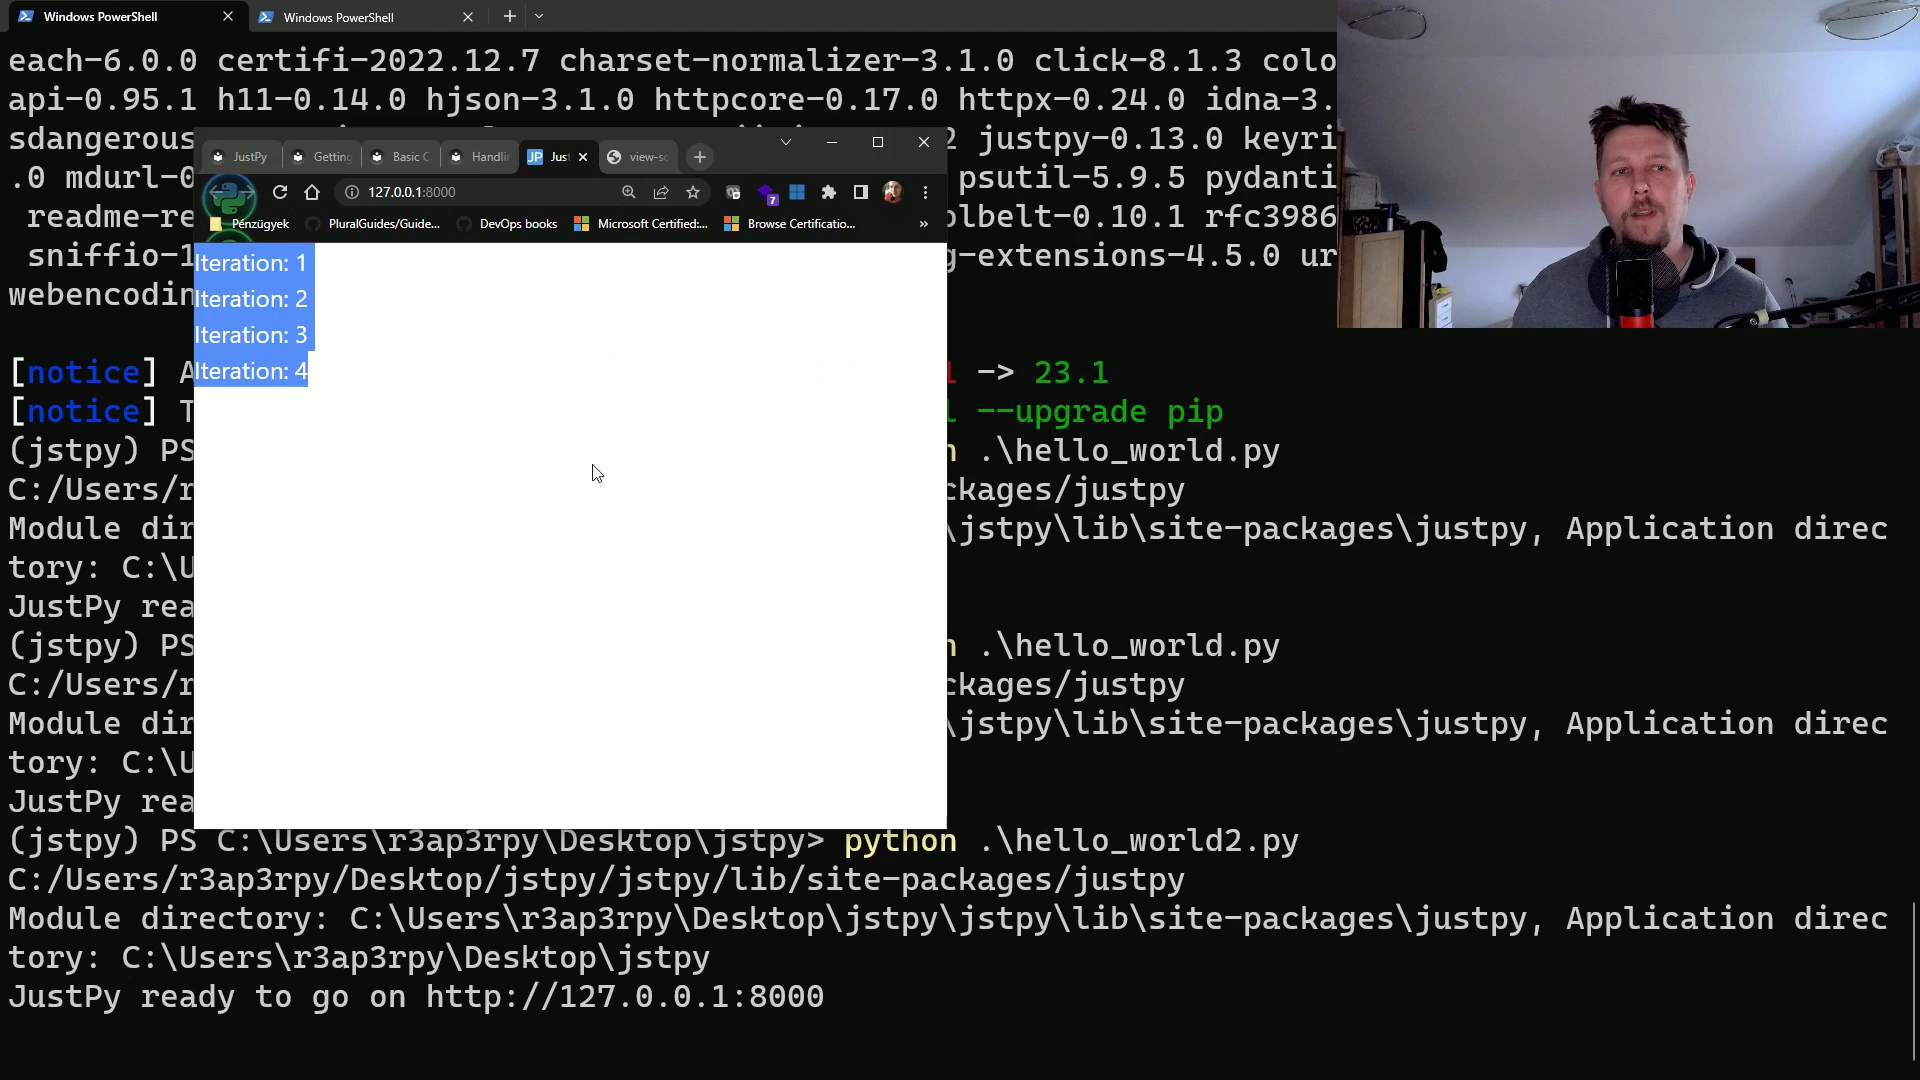 Windows PowerShell
Windows PowerShell
each-6.0.0 certifi-2022.12.7 charset-normalizer-3.1.0 click-8.1.3 colo
api-0.95.1 h11-0.14.0 hjson-3.1.0 httpcore-0.17.0 httpx-0.24.0 idna-3.
sdangerous 2 justpy-0.13.0 keyri
.0 mdurl-0 psutil-5.9.5 pydanti
readme-re olbelt-0.10.1 rfc3986
sniffio-1 g-extensions-4.5.0 ur
webencodin
JustPy
Getting
Basic C
Handlin
JP Just
view-so
127.0.0.1:8000
7
Pénzügyek
PluralGuides/Guide...
DevOps books
Microsoft Certified:...
Browse Certificatio...
»
Iteration: 1
Iteration: 2
Iteration: 3
Iteration: 4
[notice] A -> 23.1
[notice] T --upgrade pip
(jstpy) PS n .\hello_world.py
C:/Users/r ckages/justpy
Module dir \jstpy\lib\site-packages\justpy, Application direc
tory: C:\U
JustPy rea
(jstpy) PS n .\hello_world.py
C:/Users/r ckages/justpy
Module dir \jstpy\lib\site-packages\justpy, Application direc
tory: C:\U
JustPy rea
(jstpy) PS C:\Users\r3ap3rpy\Desktop\jstpy> python .\hello_world2.py
C:/Users/r3ap3rpy/Desktop/jstpy/jstpy/lib/site-packages/justpy
Module directory: C:\Users\r3ap3rpy\Desktop\jstpy\jstpy\lib\site-packages\justpy, Application direc
tory: C:\Users\r3ap3rpy\Desktop\jstpy
JustPy ready to go on http://127.0.0.1:8000